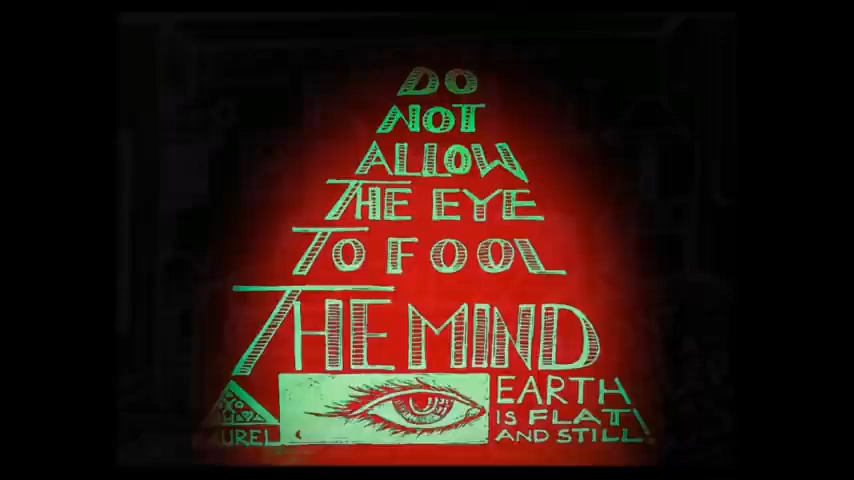 DO
NOT
ALLOW
THE EYE
TO FOOL
THE MIND
EARTH
IS FLAT!
AND STILL!